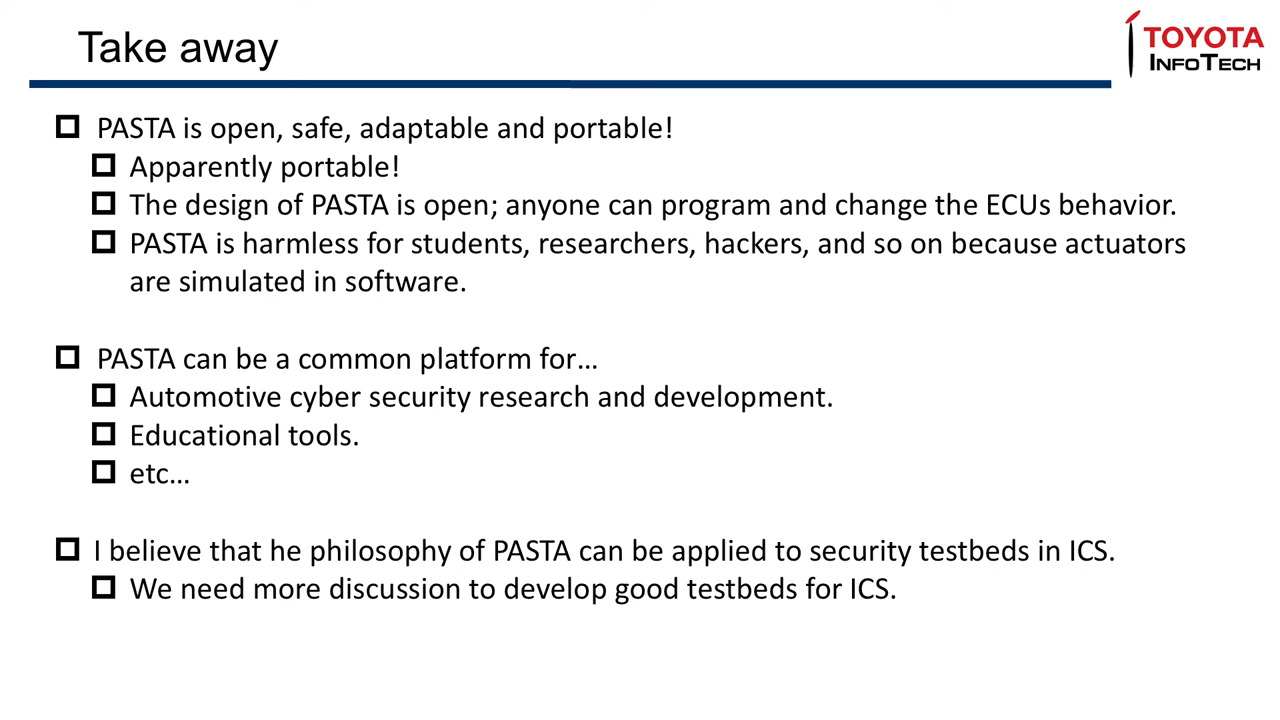 Take away
TOYOTA
INFOTECH
PASTA is open, safe, adaptable and portable!
Apparently portable!
The design of PASTA is open; anyone can program and change the ECUs behavior.
PASTA is harmless for students, researchers, hackers, and so on because actuators
are simulated in software.
PASTA can be a common platform for…
Automotive cyber security research and development.
Educational tools.
etc…
I believe that he philosophy of PASTA can be applied to security testbeds in ICS.
We need more discussion to develop good testbeds for ICS.